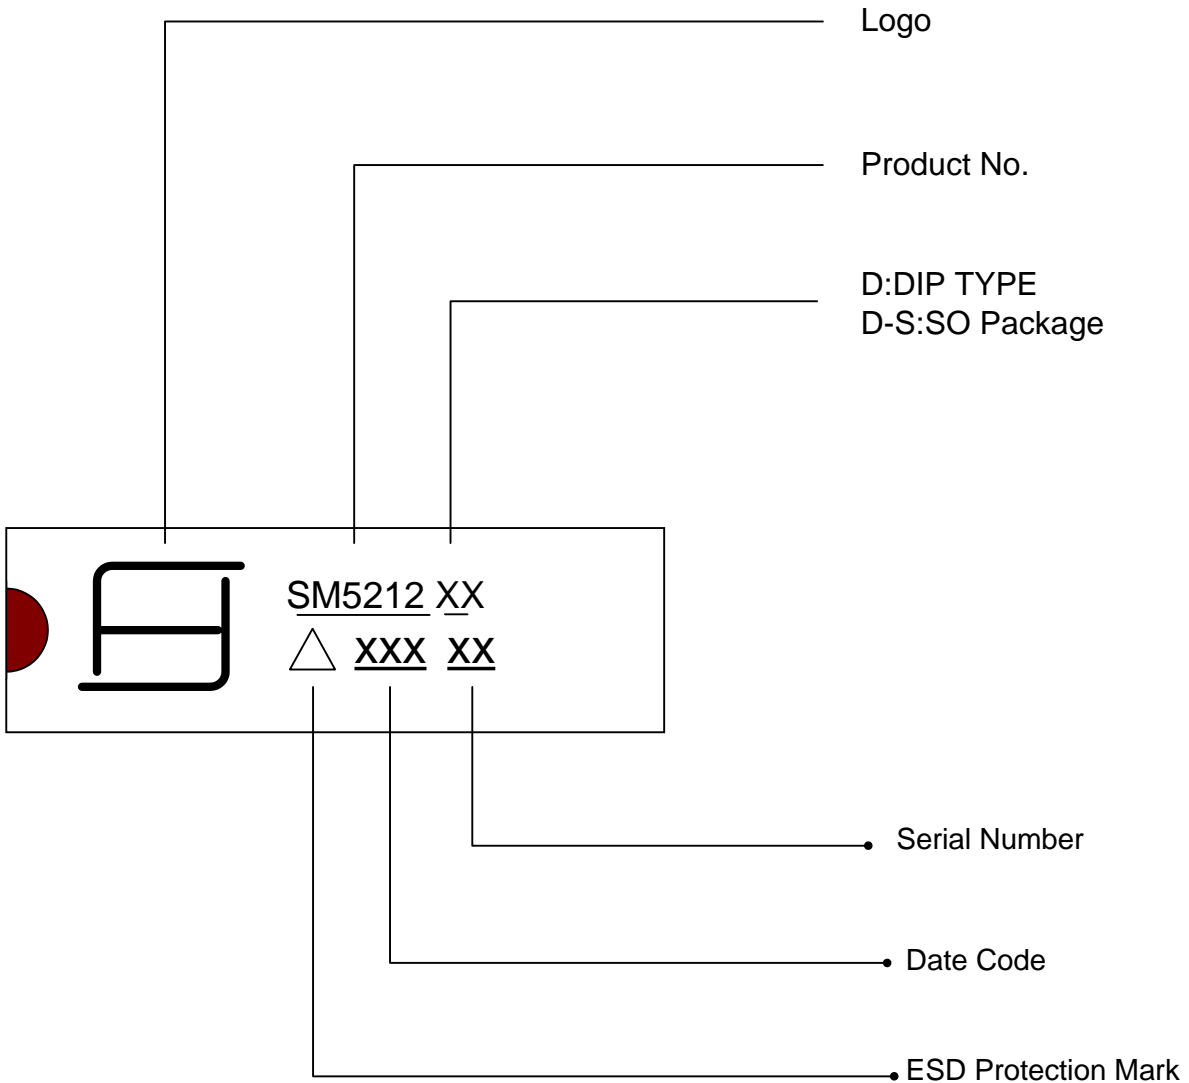 Logo
Product No.
D:DIP TYPE
D-S:SO Package
SM5212 XX
XXX XX
Serial Number
Date Code
ESD Protection Mark